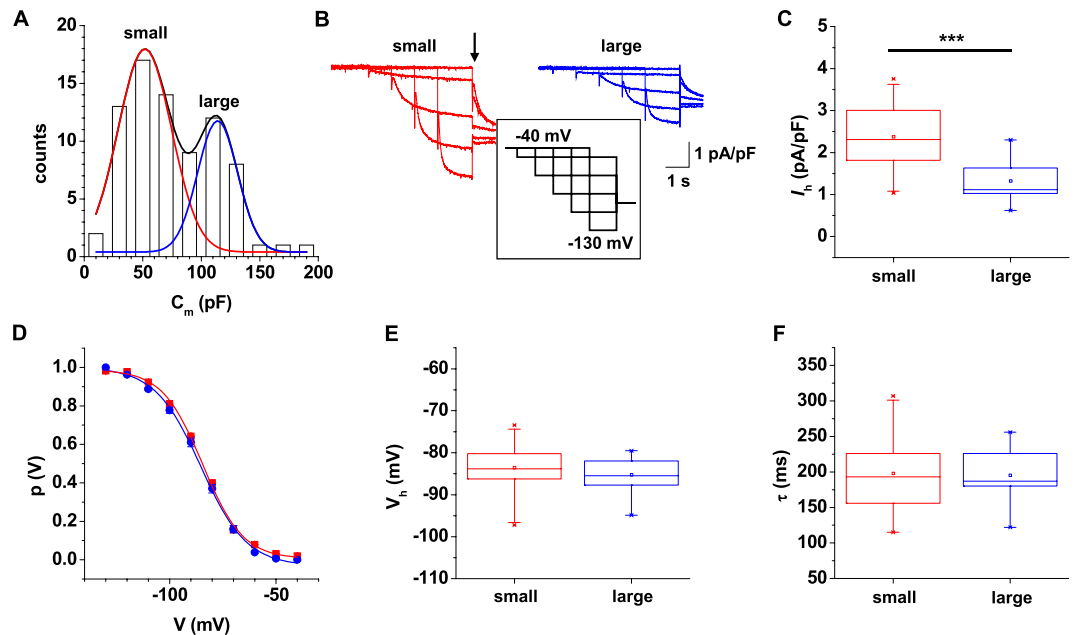 A
20
15
10
5
0
counts
small
large
0 50 100 150 200
Cm (pF)
B
small
large
-40 mV
-130 mV
1 pA/pF
1 s
C
***
5
4
3
2
1
0
Ih (pA/pF)
small large
D
1.0
0.8
0.6
0.4
0.2
0.0
p (V)
-100 -50
V (mV)
E
-60
-70
-80
-90
-100
-110
Vh (mV)
small large
F
350
300
250
200
150
100
50
τ (ms)
small large